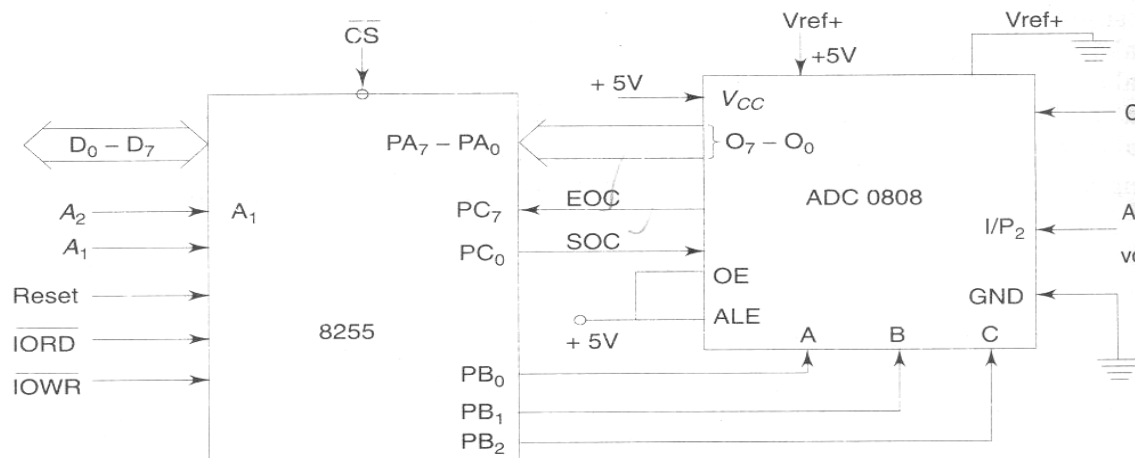 Vref+
Vref+
CS
+5V
+ 5V
VCC
D0 – D7
PA7 – PA0
O7 – O0
ADC 0808
EOC
A2
A1
PC7
I/P2
A1
SOC
PC0
OE
Reset
GND
ALE
8255
IORD
+ 5V
A
B
C
PB0
IOWR
PB1
PB2